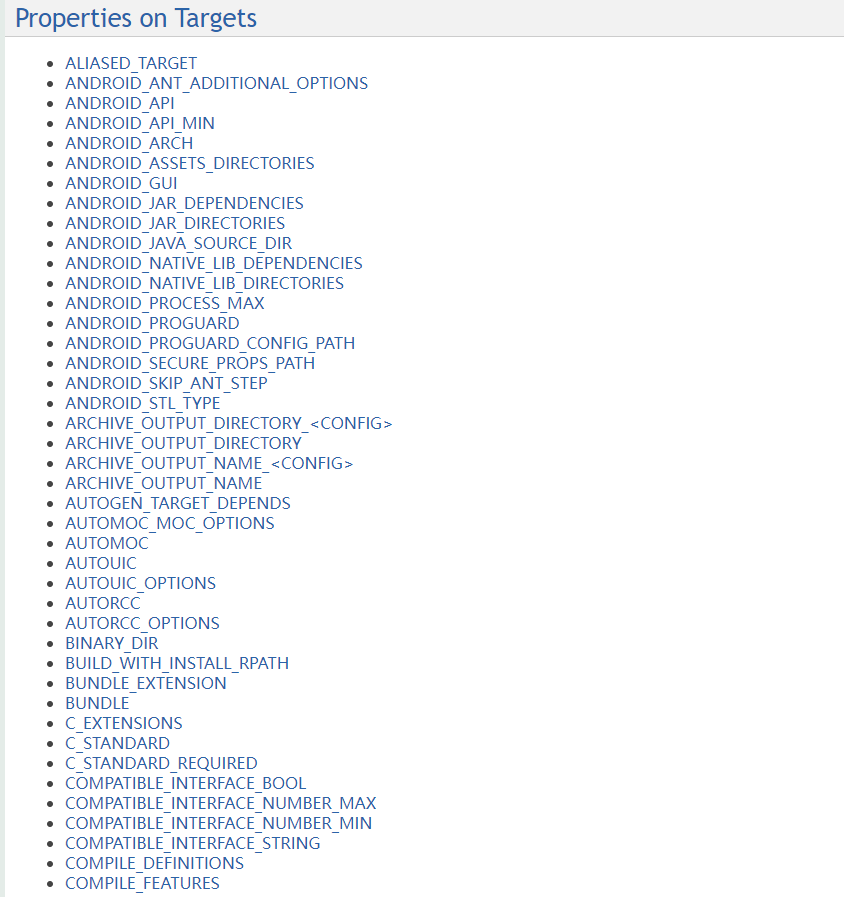 Properties on Targets
ALIASED_TARGET
ANDROID_ANT_ADDITIONAL_OPTIONS
ANDROID_API
ANDROID_API_MIN
ANDROID_ARCH
ANDROID_ASSETS_DIRECTORIES
ANDROID_GUI
ANDROID_JAR_DEPENDENCIES
ANDROID_JAR_DIRECTORIES
ANDROID_JAVA_SOURCE_DIR
ANDROID_NATIVE_LIB_DEPENDENCIES
ANDROID_NATIVE_LIB_DIRECTORIES
ANDROID_PROCESS_MAX
ANDROID_PROGUARD
ANDROID_PROGUARD_CONFIG_PATH
ANDROID_SECURE_PROPS_PATH
ANDROID_SKIP_ANT_STEP
ANDROID_STL_TYPE
ARCHIVE_OUTPUT_DIRECTORY_<CONFIG>
ARCHIVE_OUTPUT_DIRECTORY
ARCHIVE_OUTPUT_NAME_<CONFIG>
ARCHIVE_OUTPUT_NAME
AUTOGEN_TARGET_DEPENDS
AUTOMOC_MOC_OPTIONS
AUTOMOC
AUTOUIC
AUTOUIC_OPTIONS
AUTORCC
AUTORCC_OPTIONS
BINARY_DIR
BUILD_WITH_INSTALL_RPATH
BUNDLE_EXTENSION
BUNDLE
C_EXTENSIONS
C_STANDARD
C_STANDARD_REQUIRED
COMPATIBLE_INTERFACE_BOOL
COMPATIBLE_INTERFACE_NUMBER_MAX
COMPATIBLE_INTERFACE_NUMBER_MIN
COMPATIBLE_INTERFACE_STRING
COMPILE_DEFINITIONS
COMPILE_FEATURES